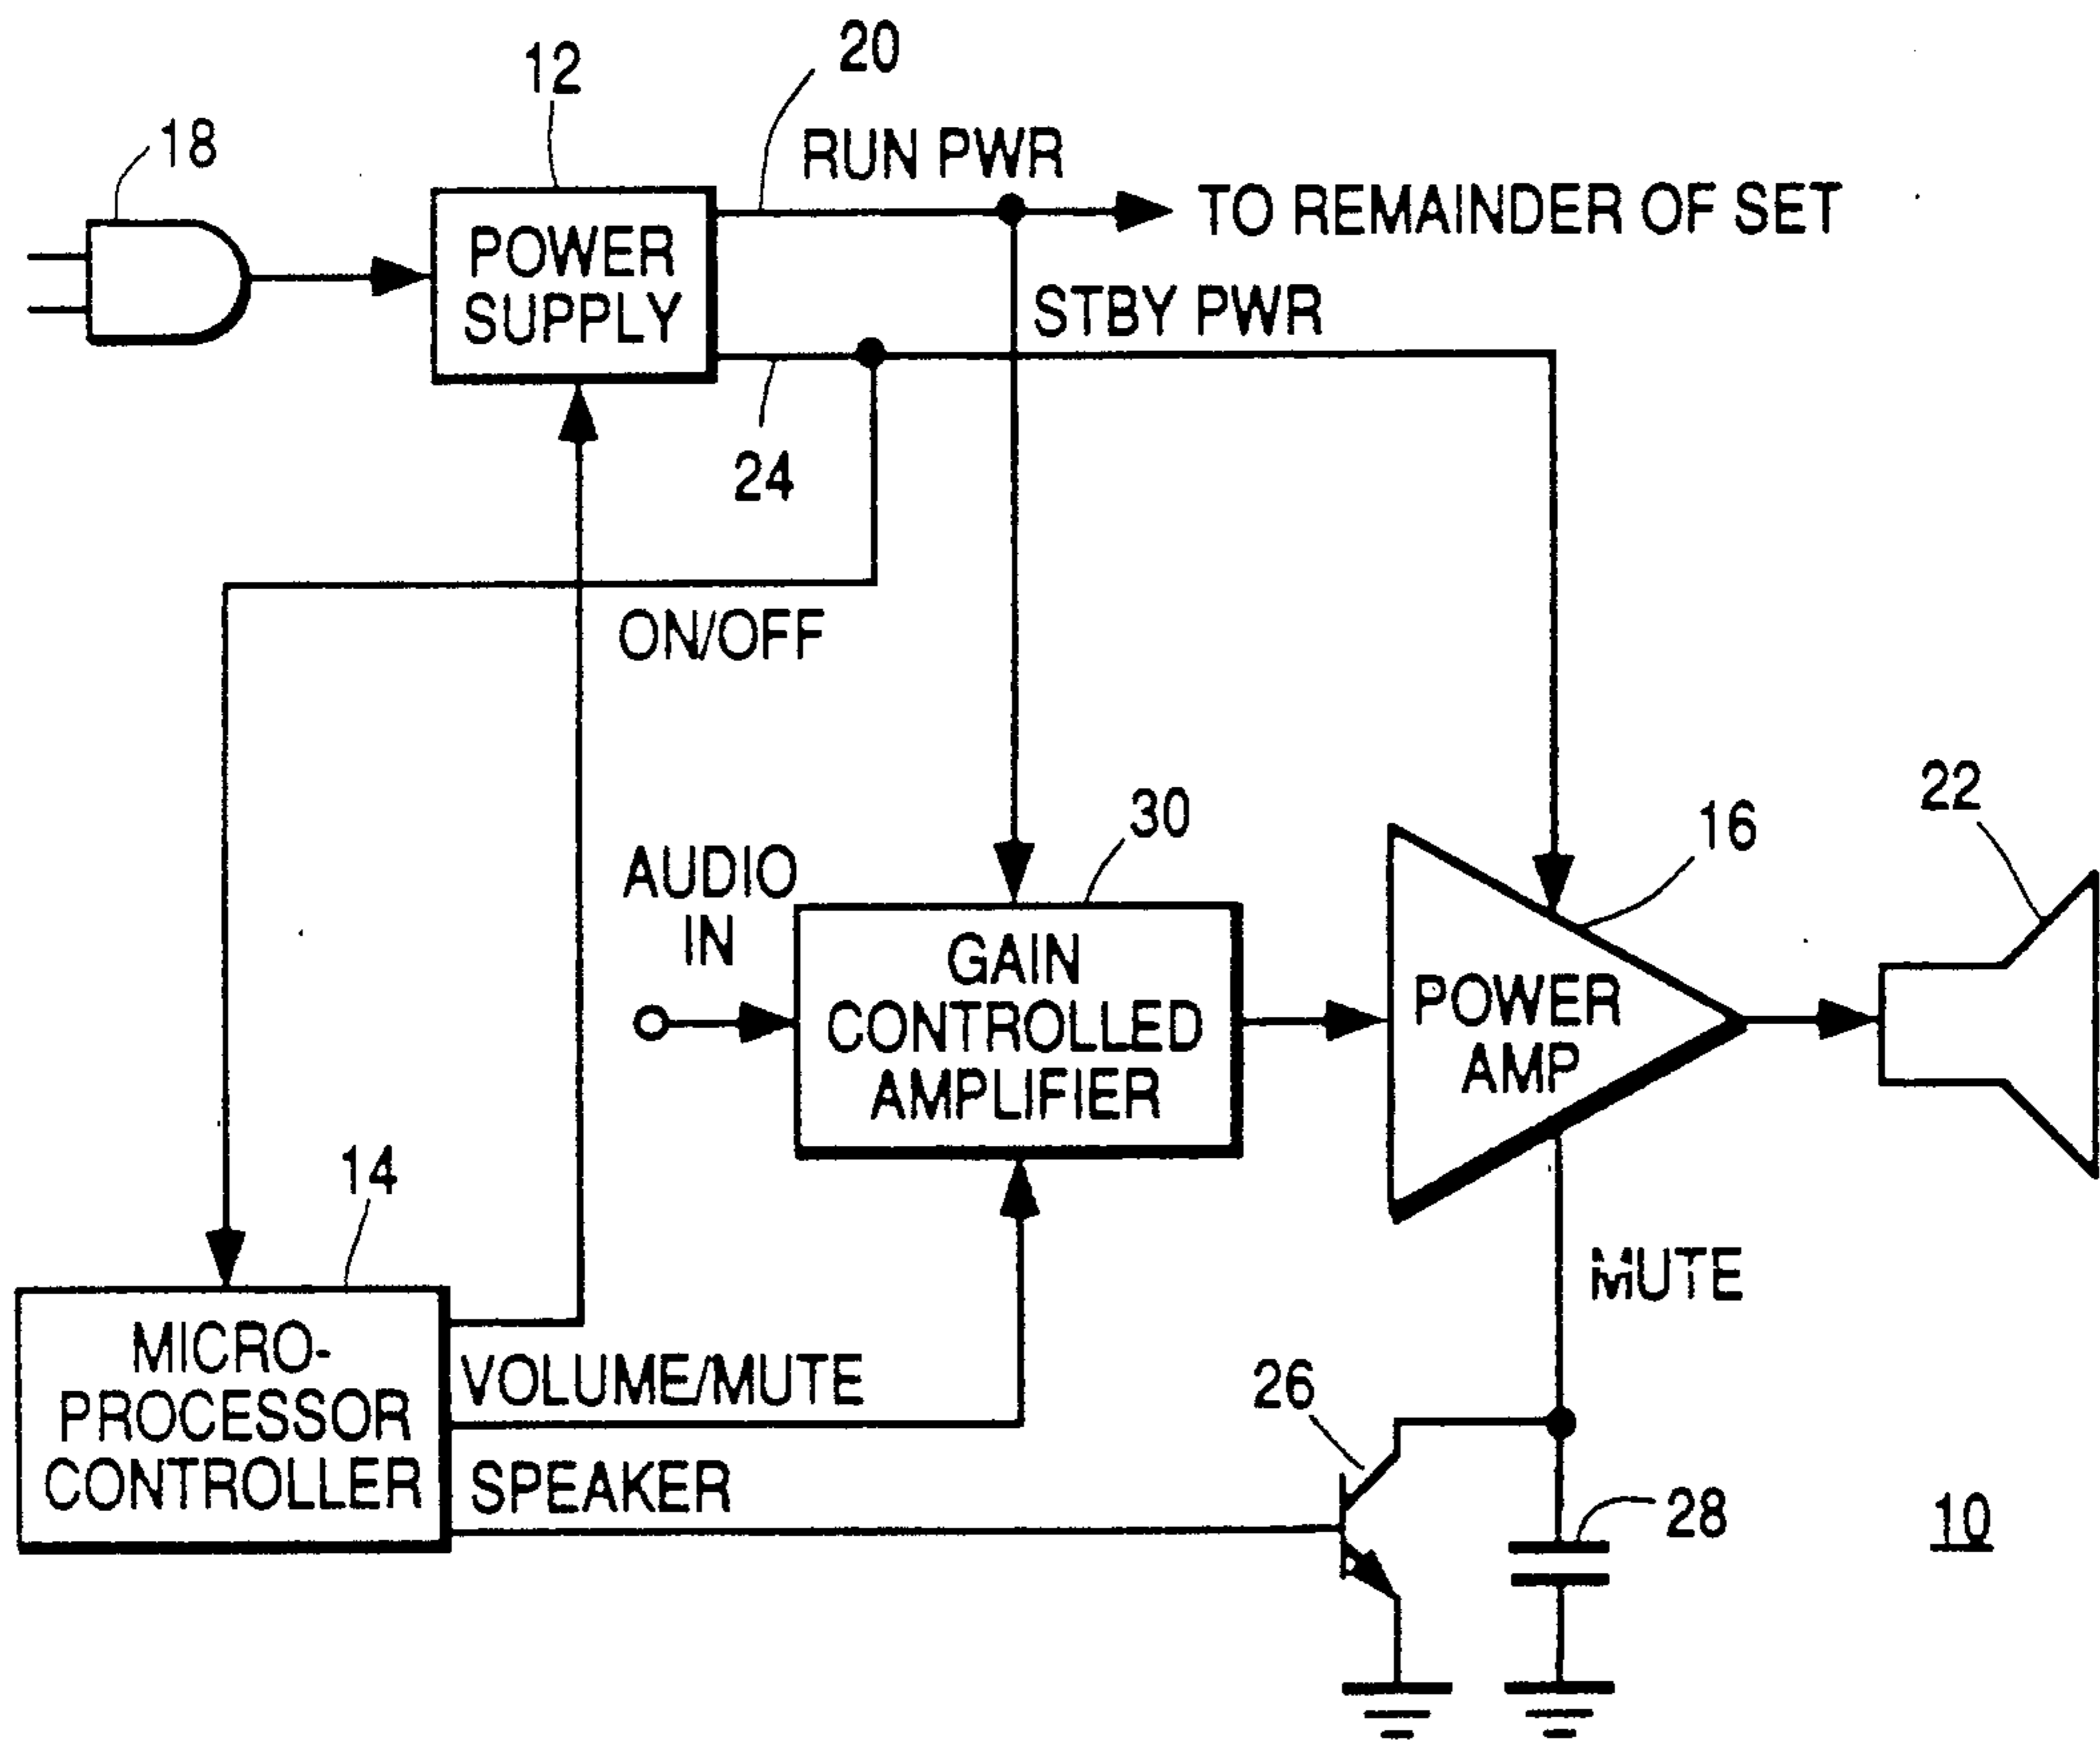 20
12
RUN PWR
18
TO REMAINDER OF SET
POWER
SUPPLY
STBY PWR
24
ON/OFF
22
30
16
AUDIO
IN
GAIN
CONTROLLED
AMPLIFIER
POWER
AMP
14
MUTE
MICRO-
PROCESSOR
CONTROLLER
VOLUME/MUTE
26
SPEAKER
28
10